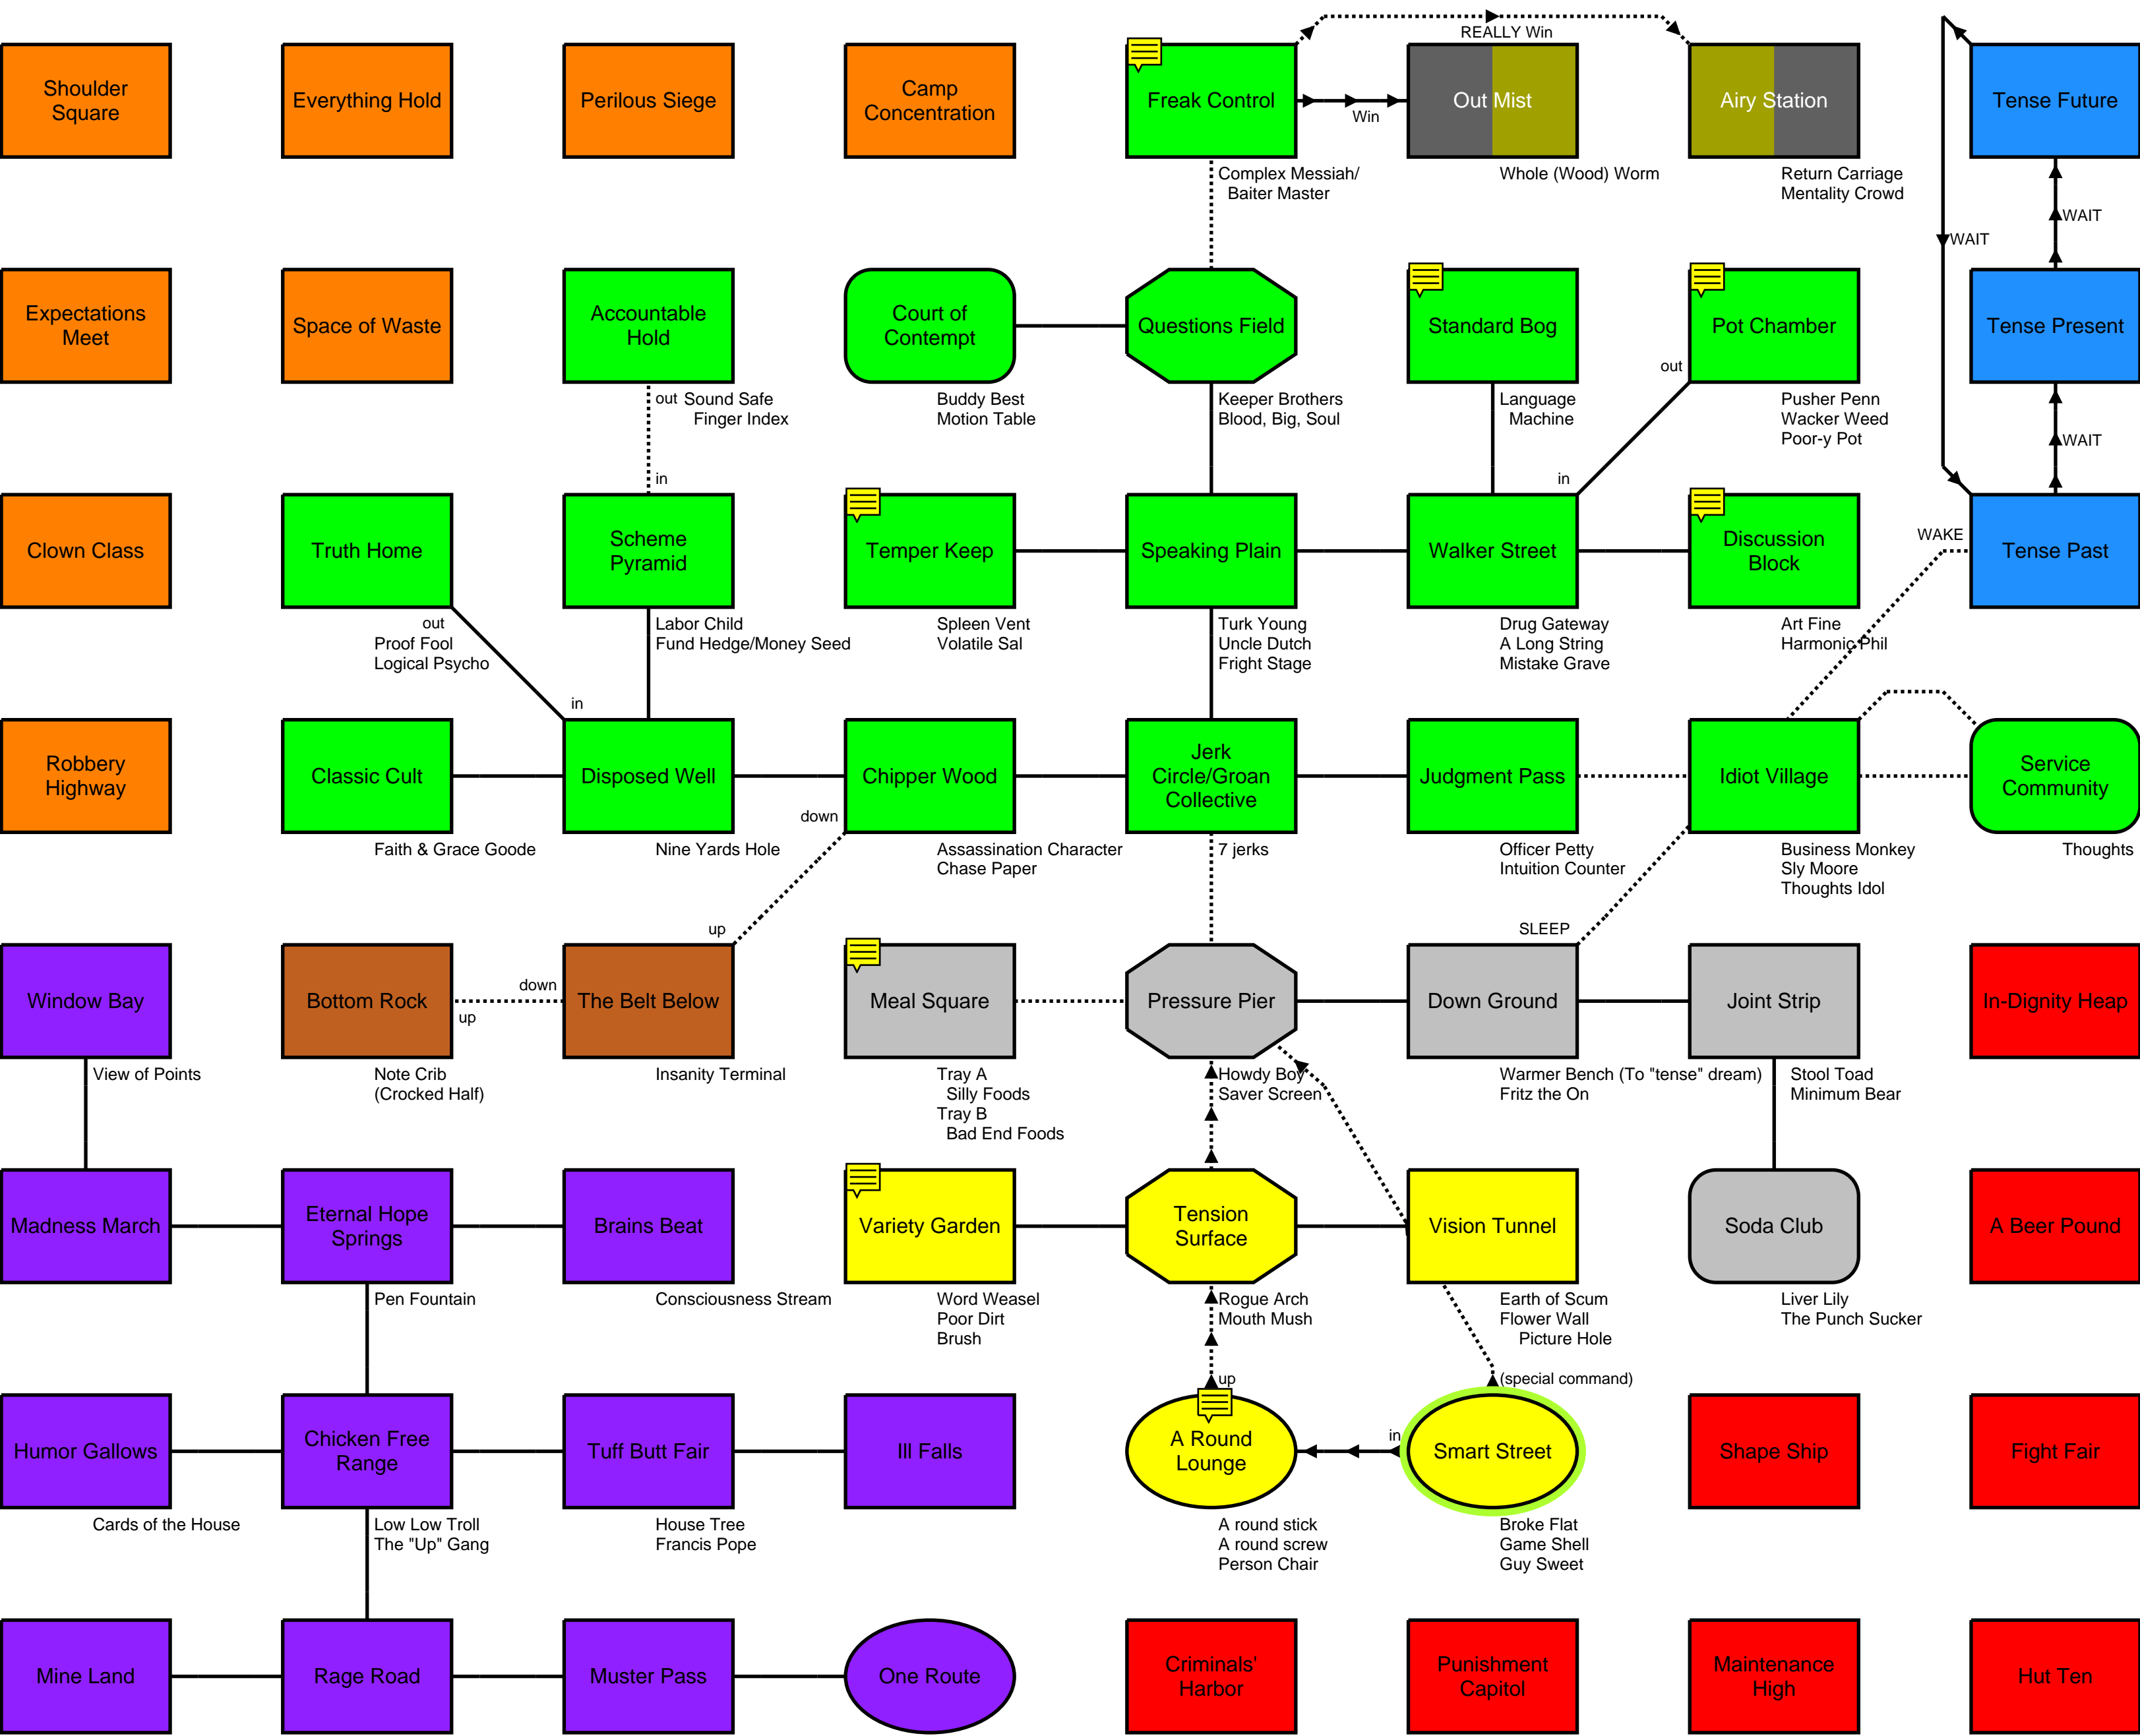 REALLY Win
Shoulder
Square
Everything Hold
Perilous Siege
Camp
Concentration
Freak Control
Win
Out Mist
Airy Station
Tense Future
Complex Messiah/
Baiter Master
Whole (Wood) Worm
Return Carriage
Mentality Crowd
WAIT
WAIT
Expectations
Meet
Space of Waste
Accountable
Hold
Court of
Contempt
Questions Field
Standard Bog
Pot Chamber
Tense Present
out
out
Sound Safe
Finger Index
Buddy Best
Motion Table
Keeper Brothers
Blood, Big, Soul
Language
Machine
Pusher Penn
Wacker Weed
Poor-y Pot
WAIT
in
in
Clown Class
Truth Home
Scheme
Pyramid
Temper Keep
Speaking Plain
Walker Street
Discussion
Block
WAKE
Tense Past
out
Proof Fool
Logical Psycho
Labor Child
Fund Hedge/Money Seed
Spleen Vent
Volatile Sal
Turk Young
Uncle Dutch
Fright Stage
Drug Gateway
A Long String
Mistake Grave
Art Fine
Harmonic Phil
in
Robbery
Highway
Classic Cult
Disposed Well
Chipper Wood
Jerk
Circle/Groan
Collective
Judgment Pass
Idiot Village
Service
Community
down
Faith & Grace Goode
Nine Yards Hole
Assassination Character
Chase Paper
7 jerks
Officer Petty
Intuition Counter
Business Monkey
Sly Moore
Thoughts Idol
Thoughts
up
SLEEP
Window Bay
Bottom Rock
down
up
The Belt Below
Meal Square
Pressure Pier
Down Ground
Joint Strip
In-Dignity Heap
View of Points
Note Crib
(Crocked Half)
Insanity Terminal
Tray A
Silly Foods
Tray B
Bad End Foods
Howdy Boy
Saver Screen
Warmer Bench (To "tense" dream)
Fritz the On
Stool Toad
Minimum Bear
Madness March
Eternal Hope
Springs
Brains Beat
Variety Garden
Tension
Surface
Vision Tunnel
Soda Club
A Beer Pound
Pen Fountain
Consciousness Stream
Word Weasel
Poor Dirt
Brush
Rogue Arch
Mouth Mush
Earth of Scum
Flower Wall
Picture Hole
Liver Lily
The Punch Sucker
up
(special command)
Humor Gallows
Chicken Free
Range
Tuff Butt Fair
Ill Falls
A Round
Lounge
in
Smart Street
Shape Ship
Fight Fair
Cards of the House
Low Low Troll
The "Up" Gang
House Tree
Francis Pope
A round stick
A round screw
Person Chair
Broke Flat
Game Shell
Guy Sweet
Mine Land
Rage Road
Muster Pass
One Route
Criminals'
Harbor
Punishment
Capitol
Maintenance
High
Hut Ten